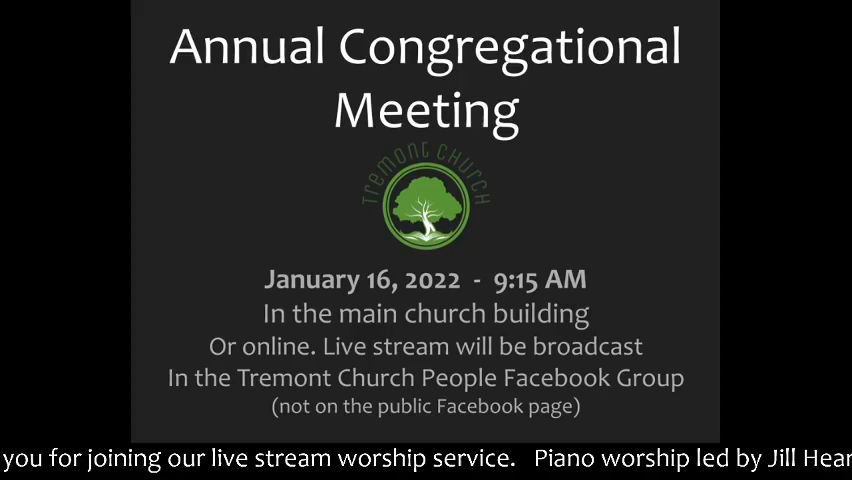 Annual Congregational
Meeting
Tremont Church
January 16, 2022 - 9:15 AM
In the main church building
Or online. Live stream will be broadcast
In the Tremont Church People Facebook Group
(not on the public Facebook page)
you for joining our live stream worship service. Piano worship led by Jill Hear